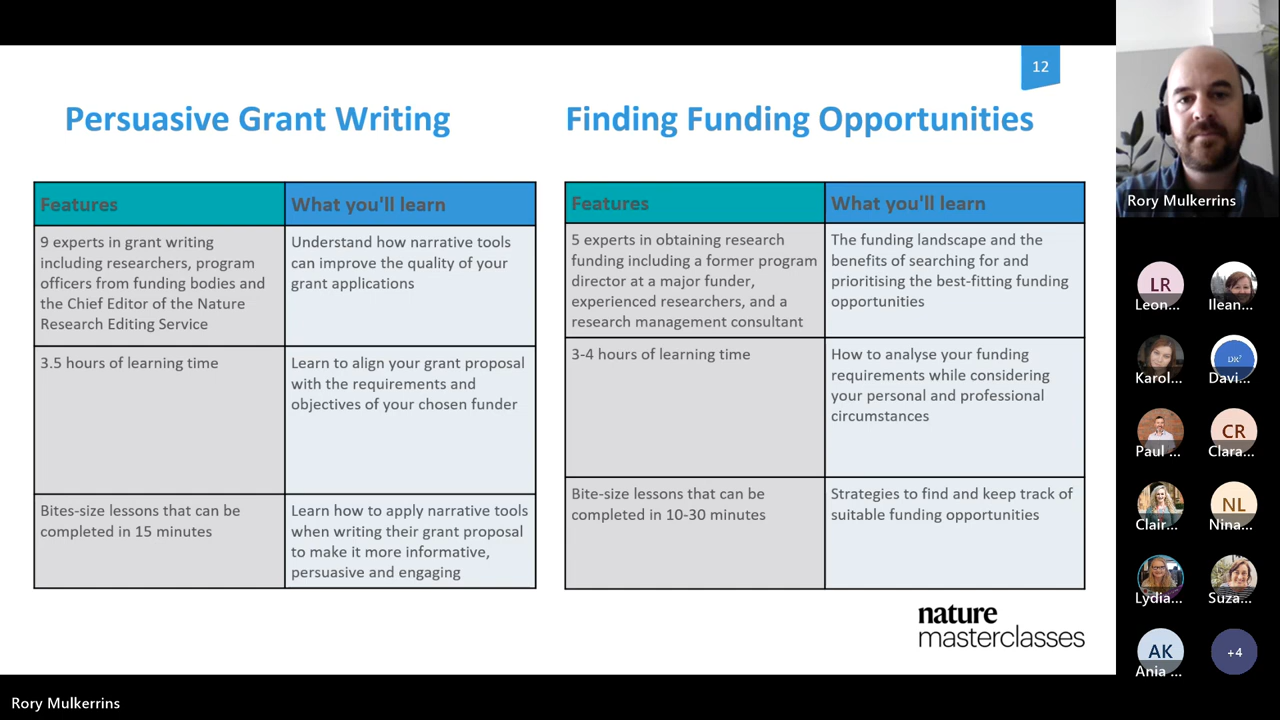 12
Persuasive Grant Writing
Features
What you'll learn
9 experts in grant writing
including researchers, program
officers from funding bodies and
the Chief Editor of the Nature
Research Editing Service
Understand how narrative tools
can improve the quality of your
grant applications
3.5 hours of learning time
Learn to align your grant proposal
with the requirements and
objectives of your chosen funder
Bites-size lessons that can be
completed in 15 minutes
Learn how to apply narrative tools
when writing their grant proposal
to make it more informative,
persuasive and engaging
Finding Funding Opportunities
Features
What you'll learn
5 experts in obtaining research
funding including a former program
director at a major funder,
experienced researchers, and a
research management consultant
The funding landscape and the
benefits of searching for and
prioritising the best-fitting funding
opportunities
3-4 hours of learning time
How to analyse your funding
requirements while considering
your personal and professional
circumstances
Bite-size lessons that can be
completed in 10-30 minutes
Strategies to find and keep track of
suitable funding opportunities
nature
masterclasses
Rory Mulkerrins
LR
Leon...
Ilean...
Karol...
Davi...
Paul ...
CR
Clara...
Clair...
NL
Nina...
Lydia...
Suza...
AK
Ania ...
+4
Rory Mulkerrins